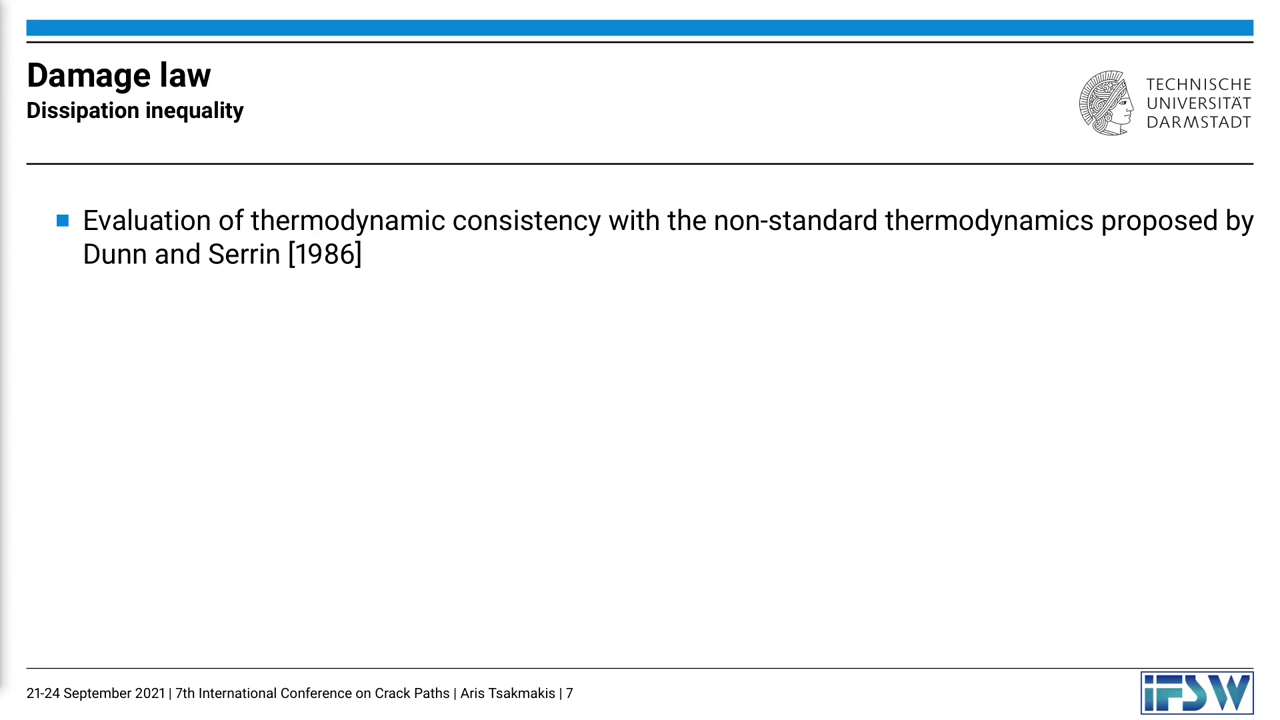 Damage law
Dissipation inequality
TECHNISCHE
UNIVERSITÄT
DARMSTADT
Evaluation of thermodynamic consistency with the non-standard thermodynamics proposed by
Dunn and Serrin [1986]
21-24 September 2021 | 7th International Conference on Crack Paths | Aris Tsakmakis | 7
iFSW